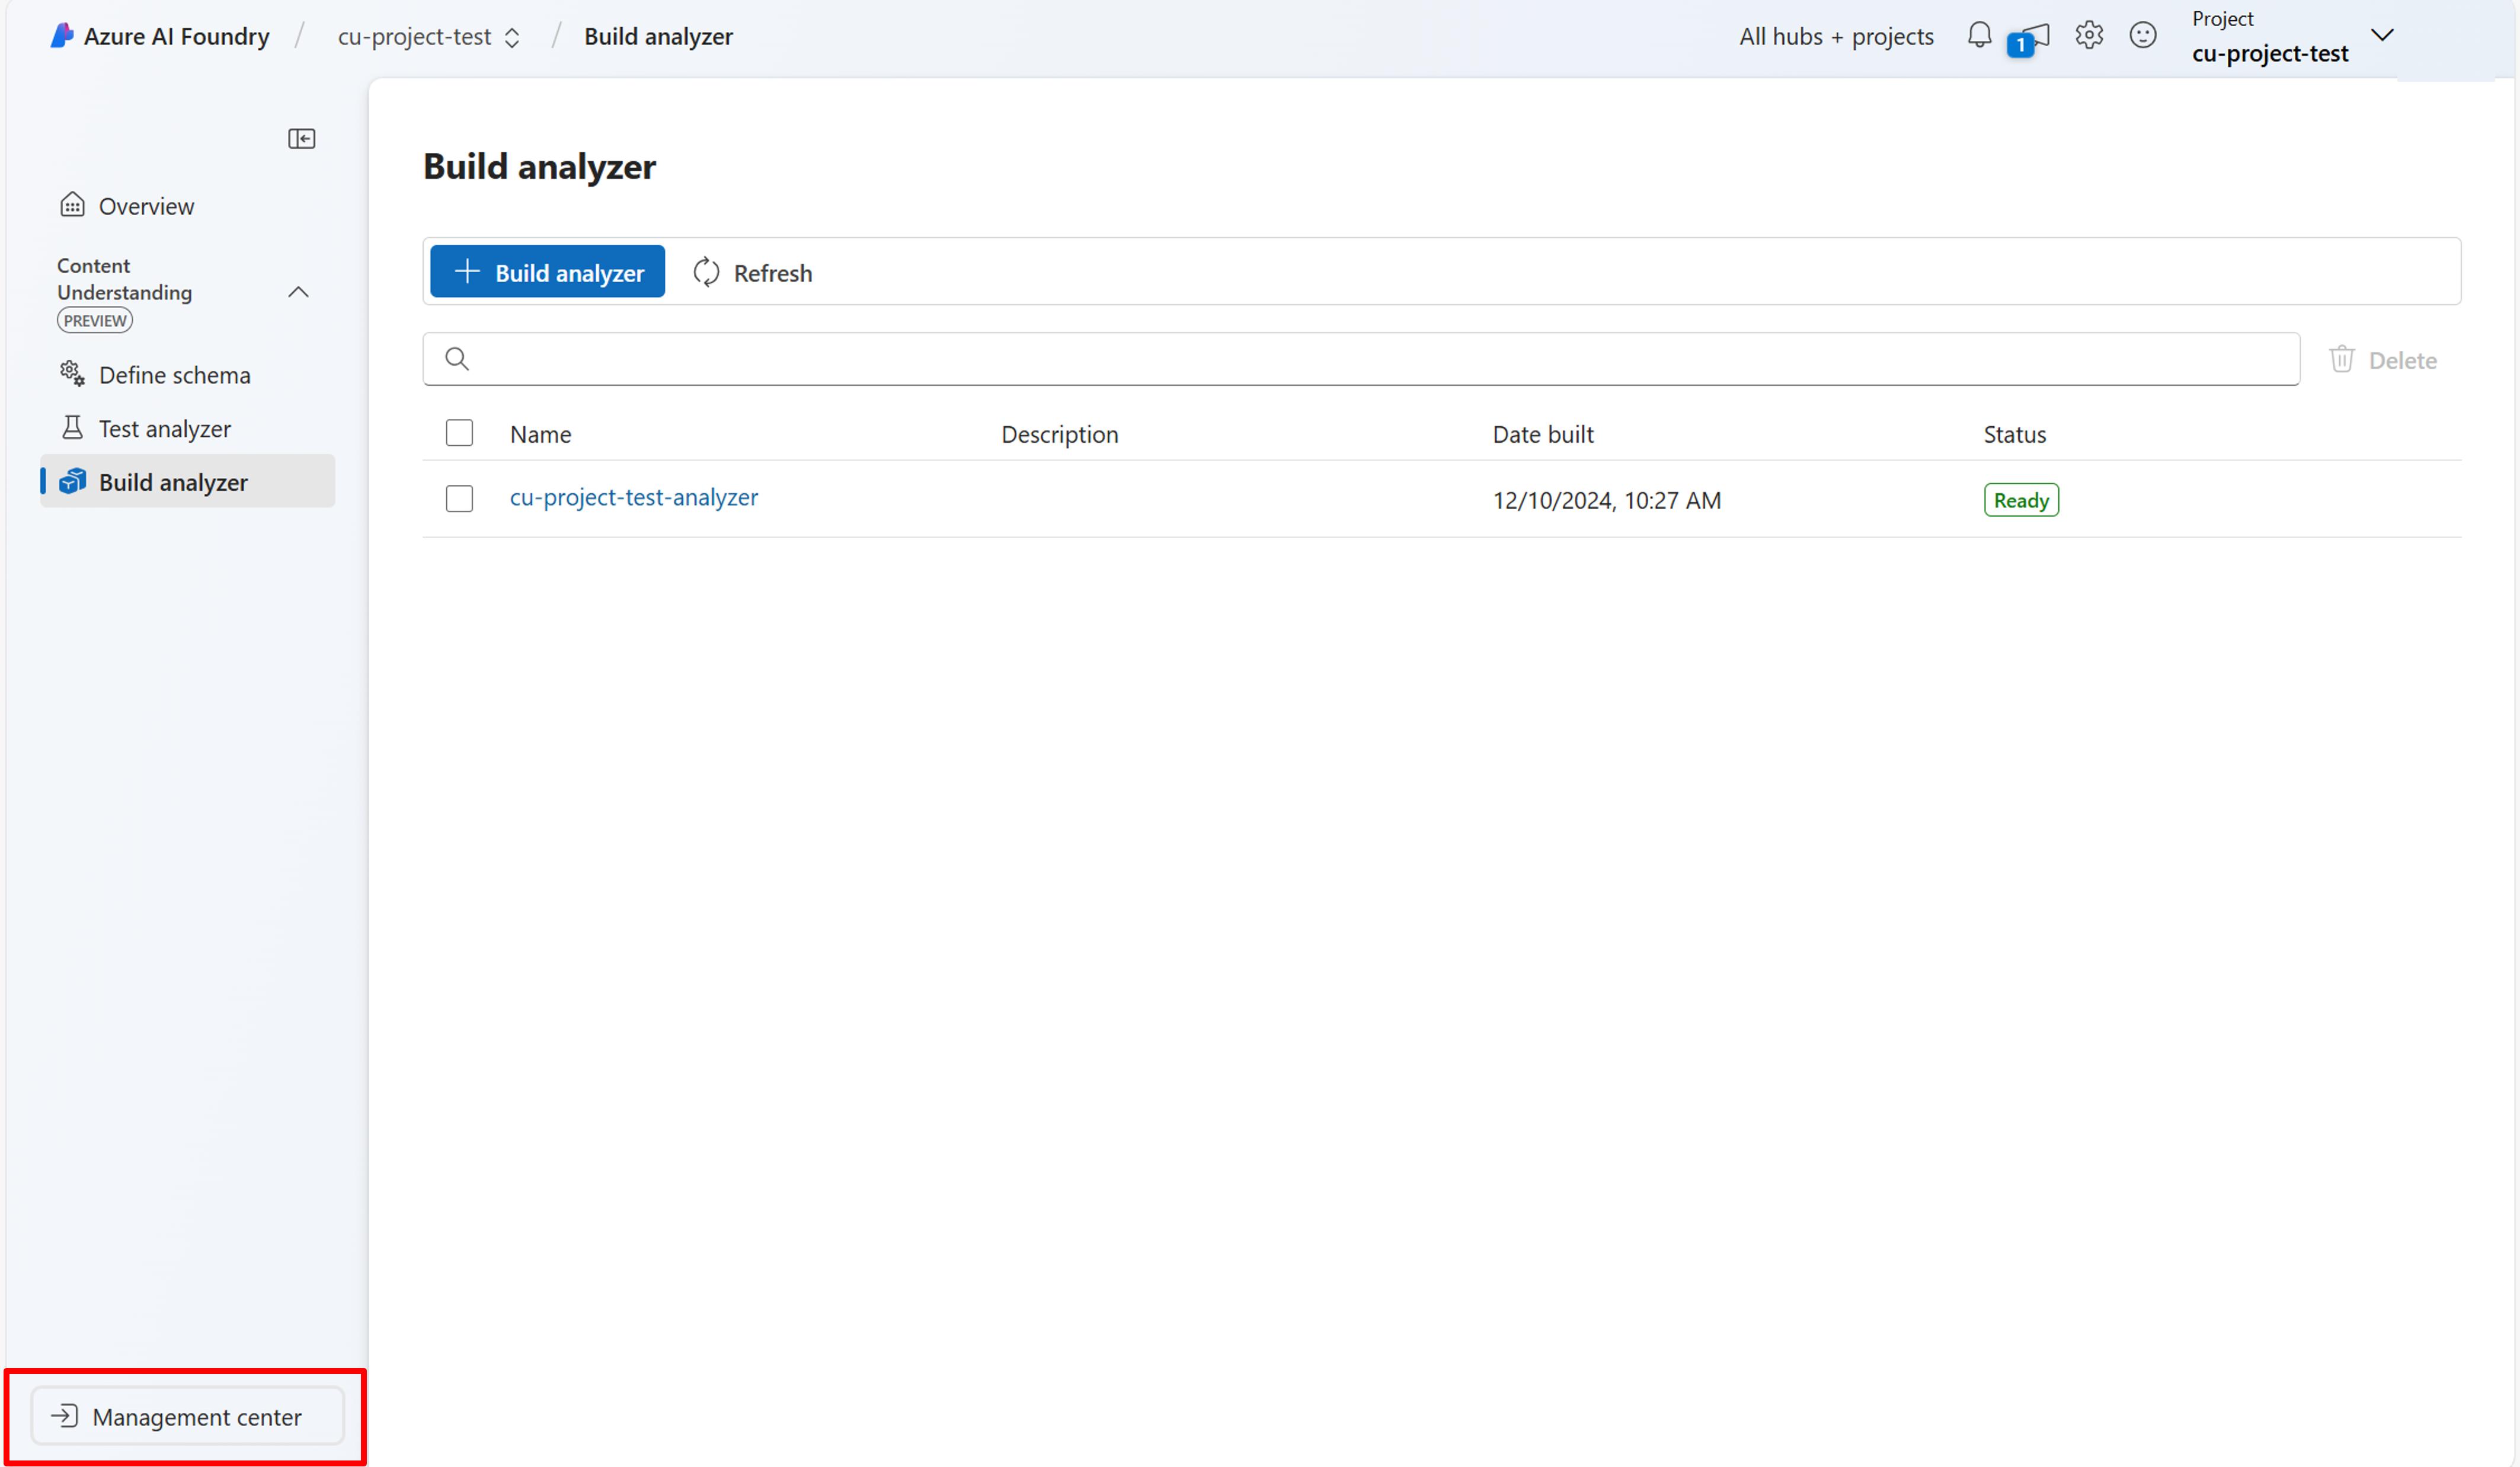 Azure AI Foundry / cu-project-test / Build analyzer
All hubs + projects
1
Project
cu-project-test
Overview
Content
Understanding
PREVIEW
Define schema
Test analyzer
Build analyzer
Management center
Build analyzer
Build analyzer
Refresh
Delete
Name Description Date built Status
cu-project-test-analyzer 12/10/2024, 10:27 AM Ready